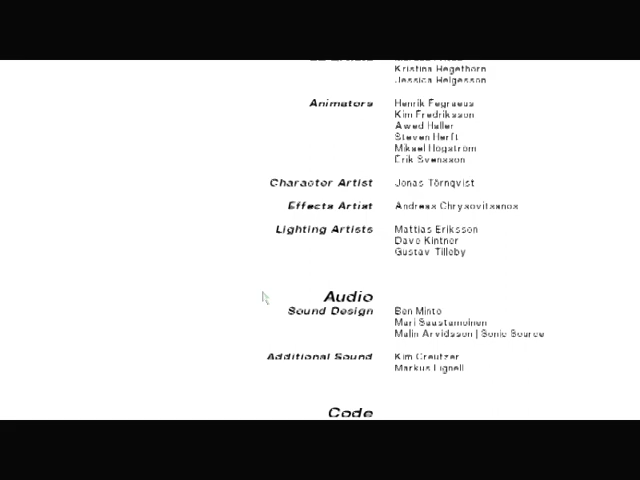 Kristina Hegethorn
Jessica Helgesson
Animators Henrik Fegraeus
Kim Fredriksson
Awed Haller
Steven Herft
Mikael Hogstrom
Erik Svensson
Character Artist Jonas Törnqvist
Effects Artist Andreas Chrysovitsanos
Lighting Artists Mattias Eriksson
Dave Kintner
Gustav Tilleby
Audio
Sound Design Ben Minto
Mari Saastamoinen
Malin Arvidsson | Sonic Source
Additional Sound Kim Creutzer
Markus Lignell
Code